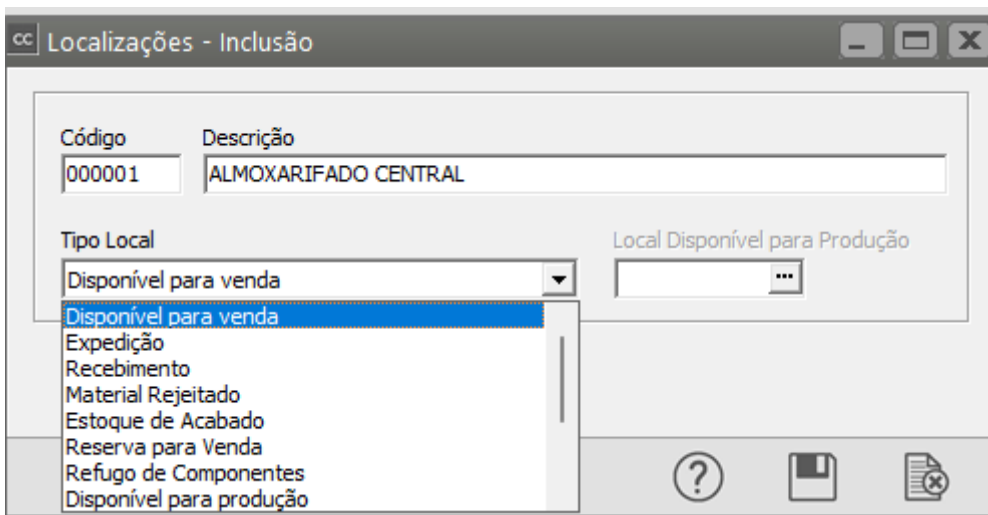 cc Localizações - Inclusão
Código Descrição
000001 ALMOXARIFADO CENTRAL
Tipo Local Local Disponível para Produção
Disponível para venda ...
Disponível para venda
Expedição
Recebimento
Material Rejeitado
Estoque de Acabado
Reserva para Venda
Refugo de Componentes
Disponível para produção
?